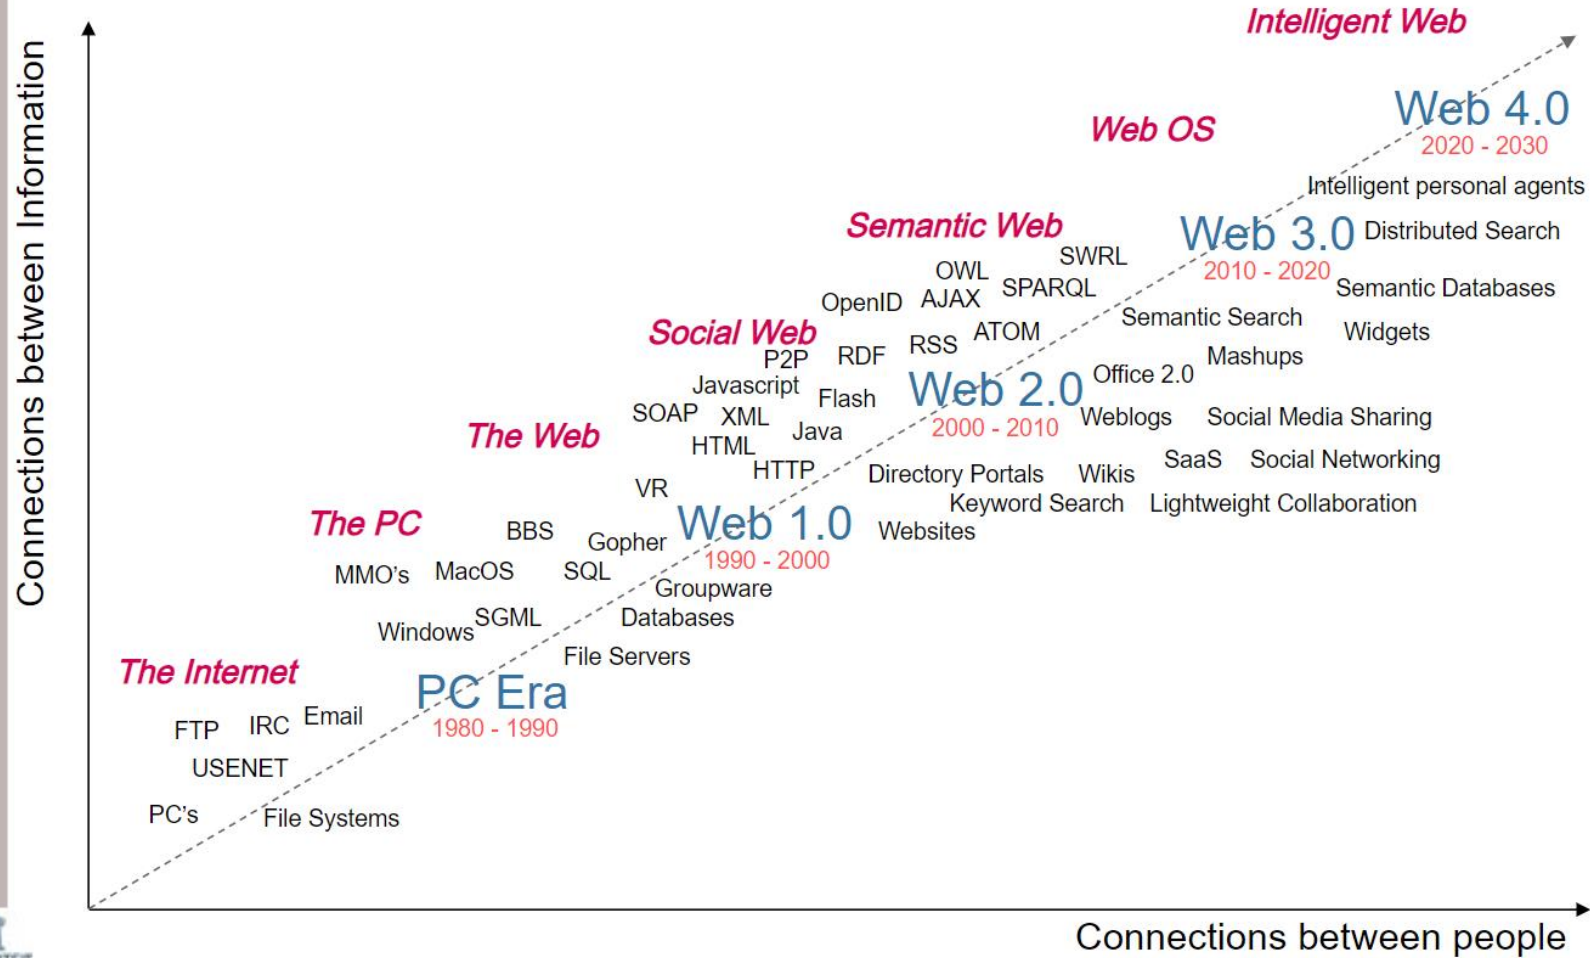 Connections between Information
Intelligent Web
Web 4.0
2020 - 2030
Web OS
Intelligent personal agents
Semantic Web
Web 3.0
2010 - 2020
Distributed Search
SWRL
OWL
SPARQL
Semantic Databases
OpenID
AJAX
Semantic Search
Widgets
Social Web
ATOM
RSS
P2P
RDF
Mashups
Office 2.0
Javascript
Flash
Web 2.0
2000 - 2010
SOAP
XML
Weblogs
Social Media Sharing
The Web
Java
HTML
SaaS
Social Networking
HTTP
Directory Portals
Wikis
VR
Keyword Search
Lightweight Collaboration
The PC
BBS
Gopher
Web 1.0
1990 - 2000
Websites
MMO's
MacOS
SQL
Groupware
SGML
Databases
Windows
File Servers
The Internet
PC Era
1980 - 1990
FTP
IRC
Email
USENET
PC's
File Systems
Connections between people